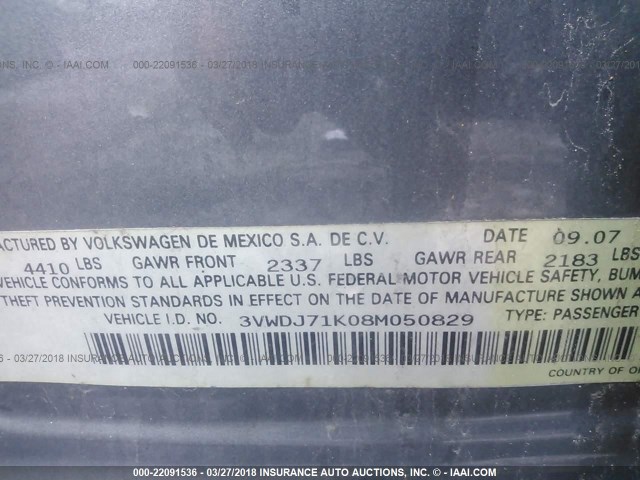 000-22091536 - 03/27/2018 INSURANCE AUTO AUCTIONS, INC. - © IAAI.COM
ACTURED BY VOLKSWAGEN DE MEXICO S.A. DE C.V. DATE 09.07
4410 LBS GAWR FRONT 2337 LBS GAWR REAR 2183 LBS
VEHICLE CONFORMS TO ALL APPLICABLE U.S. FEDERAL MOTOR VEHICLE SAFETY, BUM
THEFT PREVENTION STANDARDS IN EFFECT ON THE DATE OF MANUFACTURE SHOWN A
VEHICLE I.D. NO. 3VWDJ71K08M050829 TYPE: PASSENGER
COUNTRY OF O
000-22091536 - 03/27/2018 INSURANCE AUTO AUCTIONS, INC. - © IAAI.COM